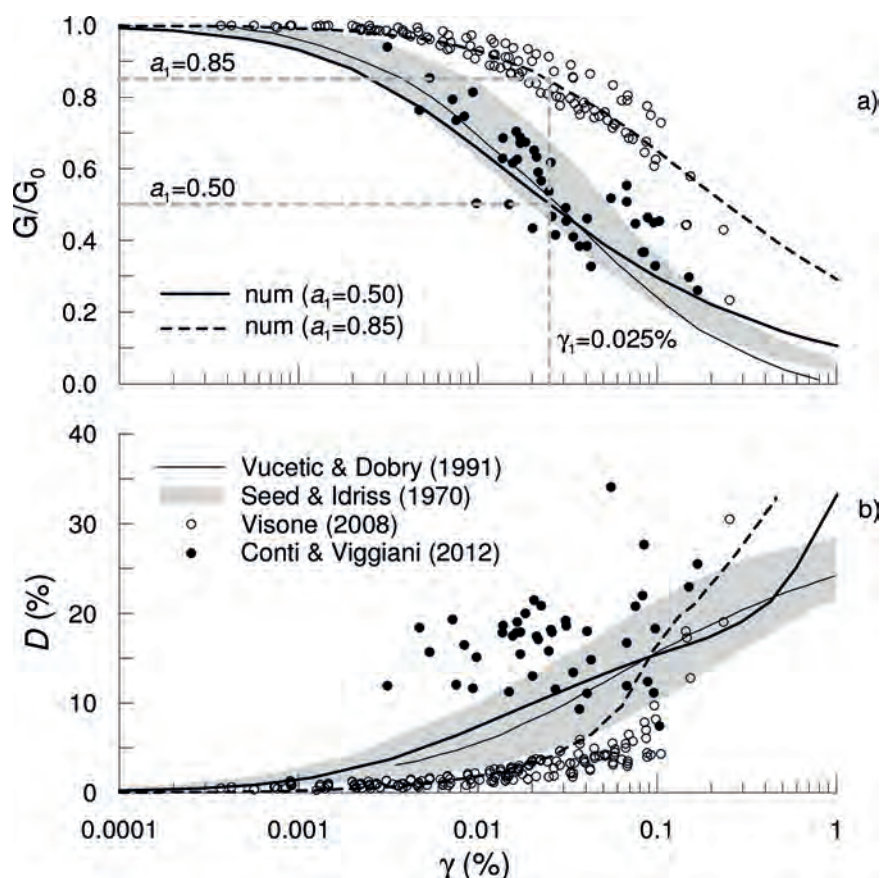 1.0
0.8
0.6
0.4
0.2
0.0
G/G₀
a₁=0.85
a₁=0.50
num (a₁=0.50)
num (a₁=0.85)
γ₁=0.025%
a)
40
30
20
10
0
D (%)
Vucetic & Dobry (1991)
Seed & Idriss (1970)
Visone (2008)
Conti & Viggiani (2012)
b)
0.0001 0.001 0.01 0.1 1
γ (%)